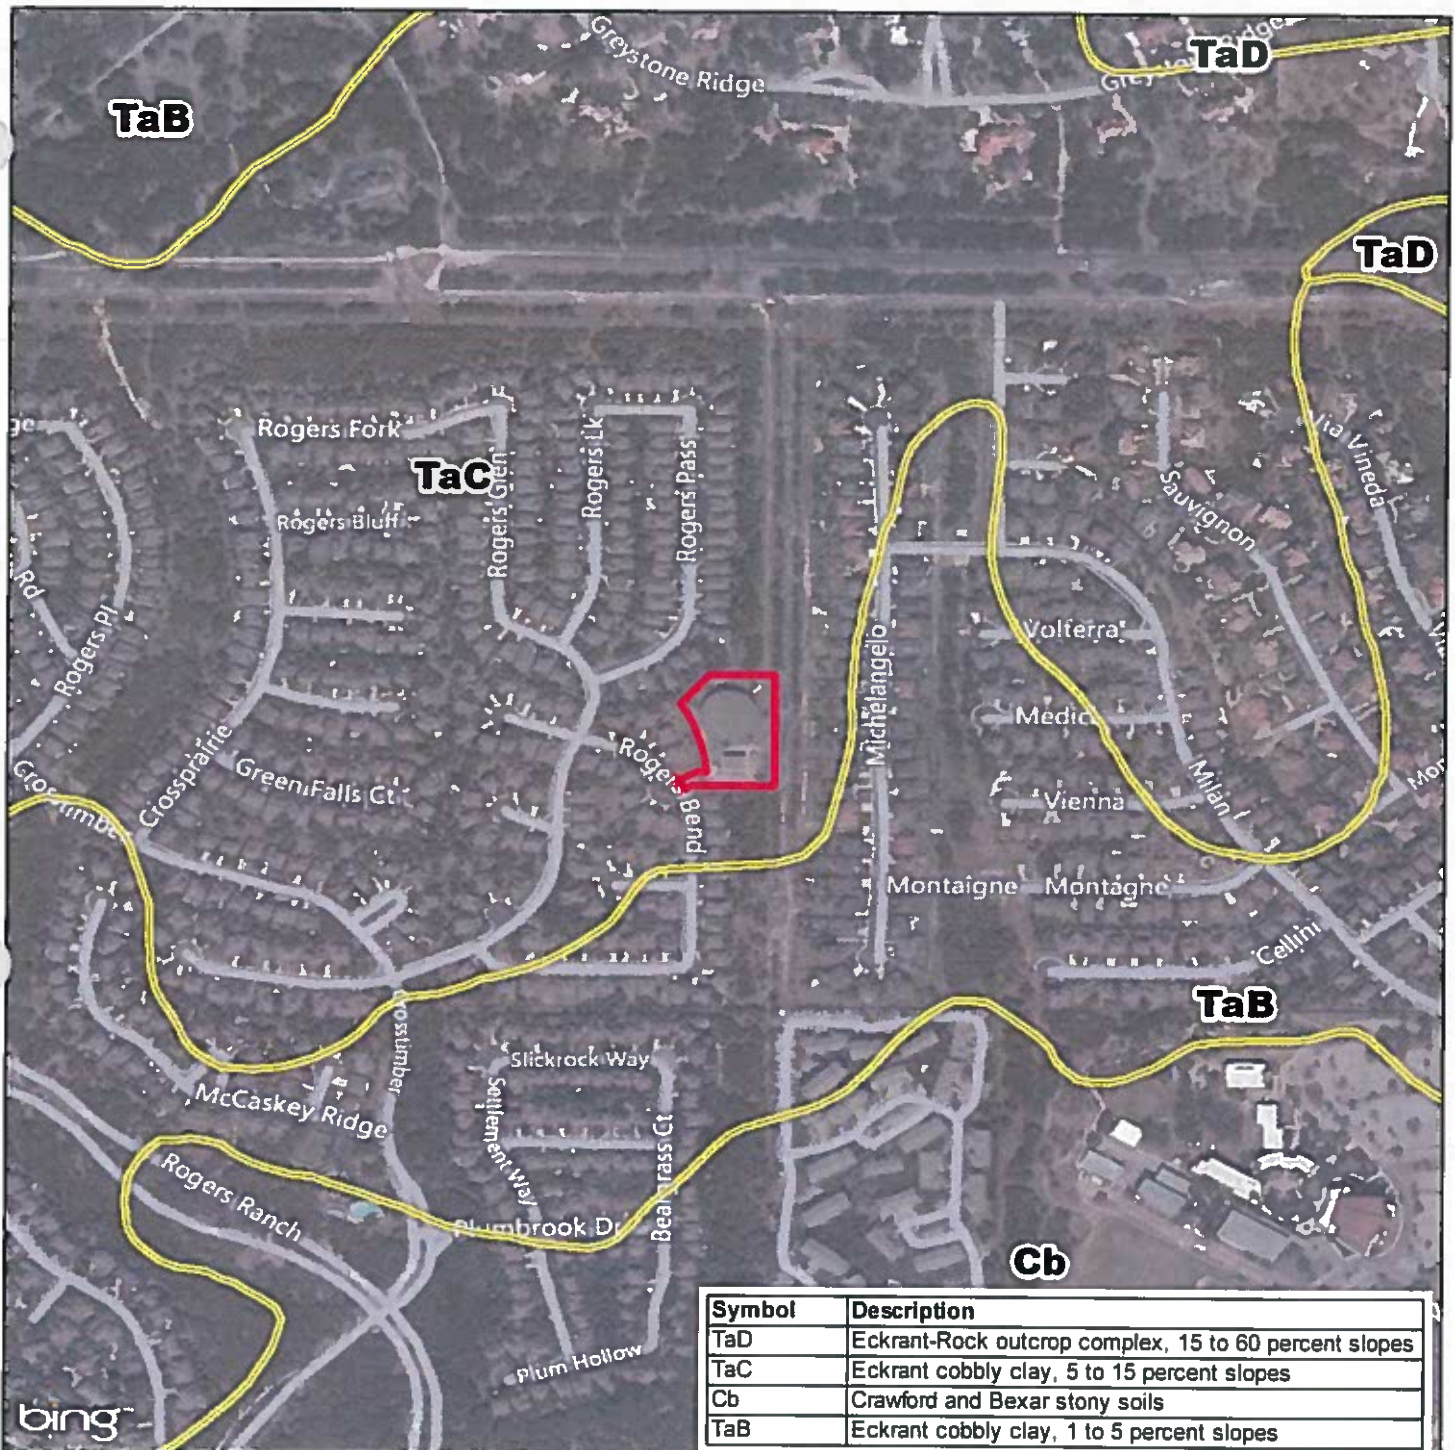 Greystone Ridge
TaD
TaB
TaD
Rogers Fork
TaC
Rogers Glen
Rogers Lk
Rogers Pass
Via Vineda
Sauvignon
Rogers Bluff
Rd
Rogers Pl
Volterra
Michelangelo
Medici
Rogers Bend
Crossprairie
Green Falls Ct
Milan
Vienna
Montaigne
Montagne
Cellini
TaB
Crosstimber
Slickrock Way
McCaskey Ridge
Settlement Way
Rogers Ranch
Plumbrook Dr
Cb
Plum Hollow
Symbol Description
TaD Eckrant-Rock outcrop complex, 15 to 60 percent slopes
TaC Eckrant cobbly clay, 5 to 15 percent slopes
Cb Crawford and Bexar stony soils
TaB Eckrant cobbly clay, 1 to 5 percent slopes
bing